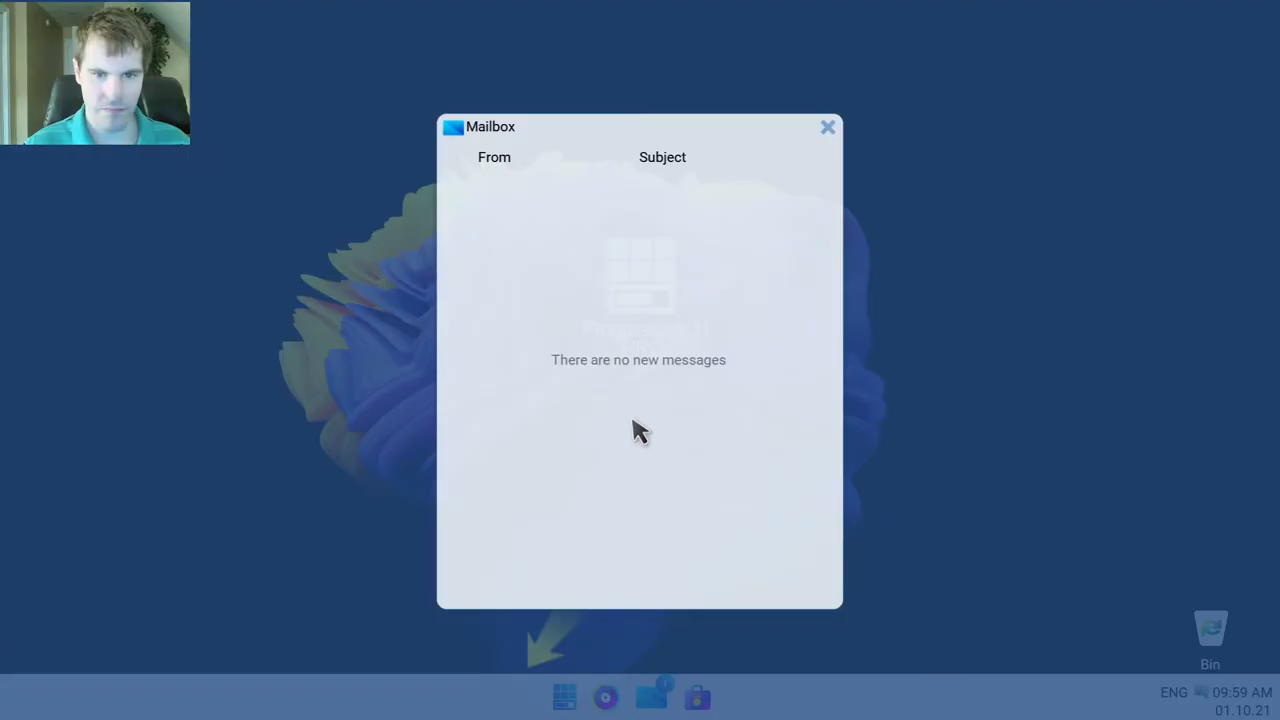 Mailbox
From Subject
There are no new messages
Bin
ENG 09:59 AM
01.10.21